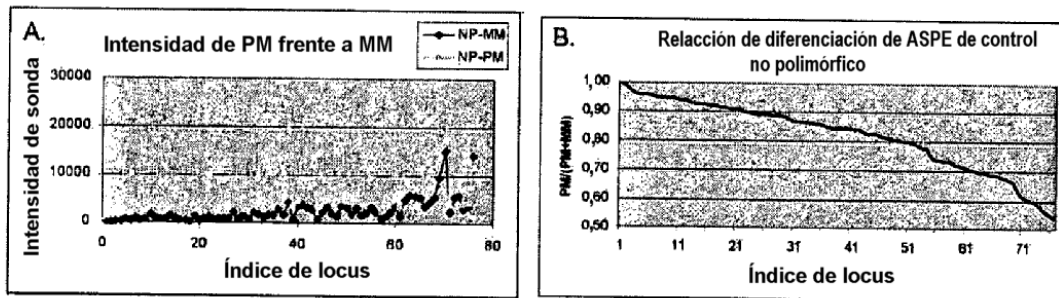 A.
Intensidad de PM frente a MM
NP-MM
NP-PM
Intensidad de sonda
30000
20000
10000
0
0 20 40 60 80
Índice de locus
B.
Relacción de diferenciación de ASPE de control
no polimórfico
PM/(PM+MM)
1,00
0,90
0,80
0,70
0,60
0,50
1 11 21 31 41 51 61 71
Índice de locus